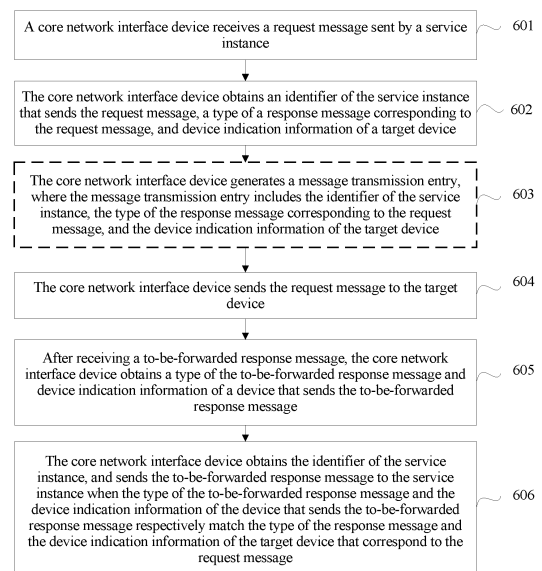 A core network interface device receives a request message sent by a service
instance
601
The core network interface device obtains an identifier of the service instance
that sends the request message, a type of a response message corresponding to
the request message, and device indication information of a target device
602
The core network interface device generates a message transmission entry,
where the message transmission entry includes the identifier of the service
instance, the type of the response message corresponding to the request
message, and the device indication information of the target device
603
The core network interface device sends the request message to the target
device
604
After receiving a to-be-forwarded response message, the core network
interface device obtains a type of the to-be-forwarded response message and
device indication information of a device that sends the to-be-forwarded
response message
605
The core network interface device obtains the identifier of the service
instance, and sends the to-be-forwarded response message to the service
instance when the type of the to-be-forwarded response message and the
device indication information of the device that sends the to-be-forwarded
response message respectively match the type of the response message and
the device indication information of the target device that correspond to the
request message
606